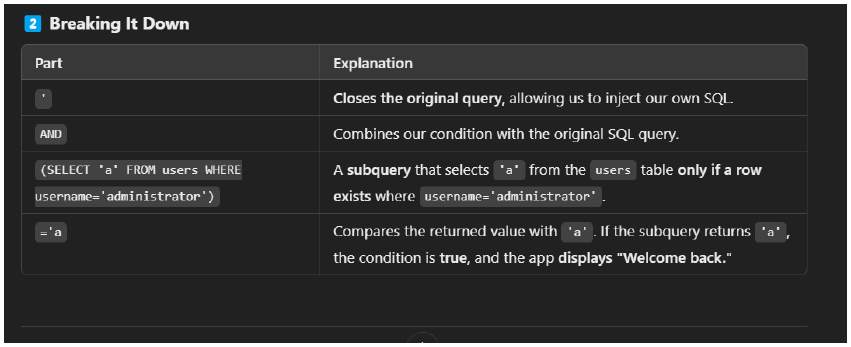 2 Breaking It Down
Part Explanation
' Closes the original query, allowing us to inject our own SQL.
AND Combines our condition with the original SQL query.
(SELECT 'a' FROM users WHERE A subquery that selects 'a' from the users table only if a row
username='administrator') exists where username='administrator' .
='a Compares the returned value with 'a' . If the subquery returns 'a' ,
the condition is true, and the app displays "Welcome back."